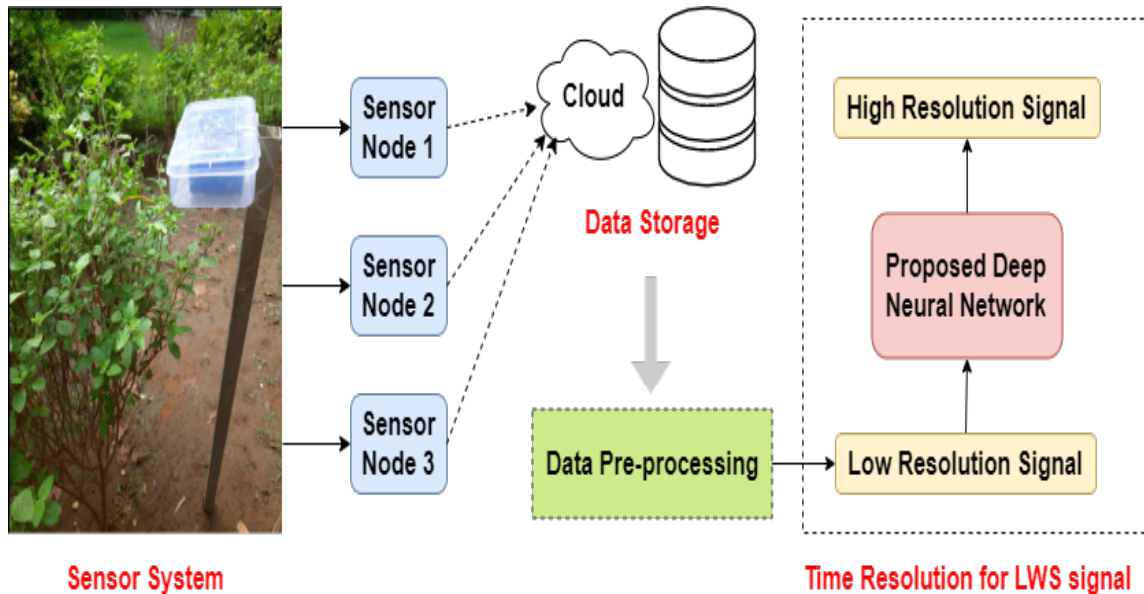 Sensor
Node 1
Sensor
Node 2
Sensor
Node 3
Sensor System
Cloud
Data Storage
Data Pre-processing
High Resolution Signal
Proposed Deep
Neural Network
Low Resolution Signal
Time Resolution for LWS signal